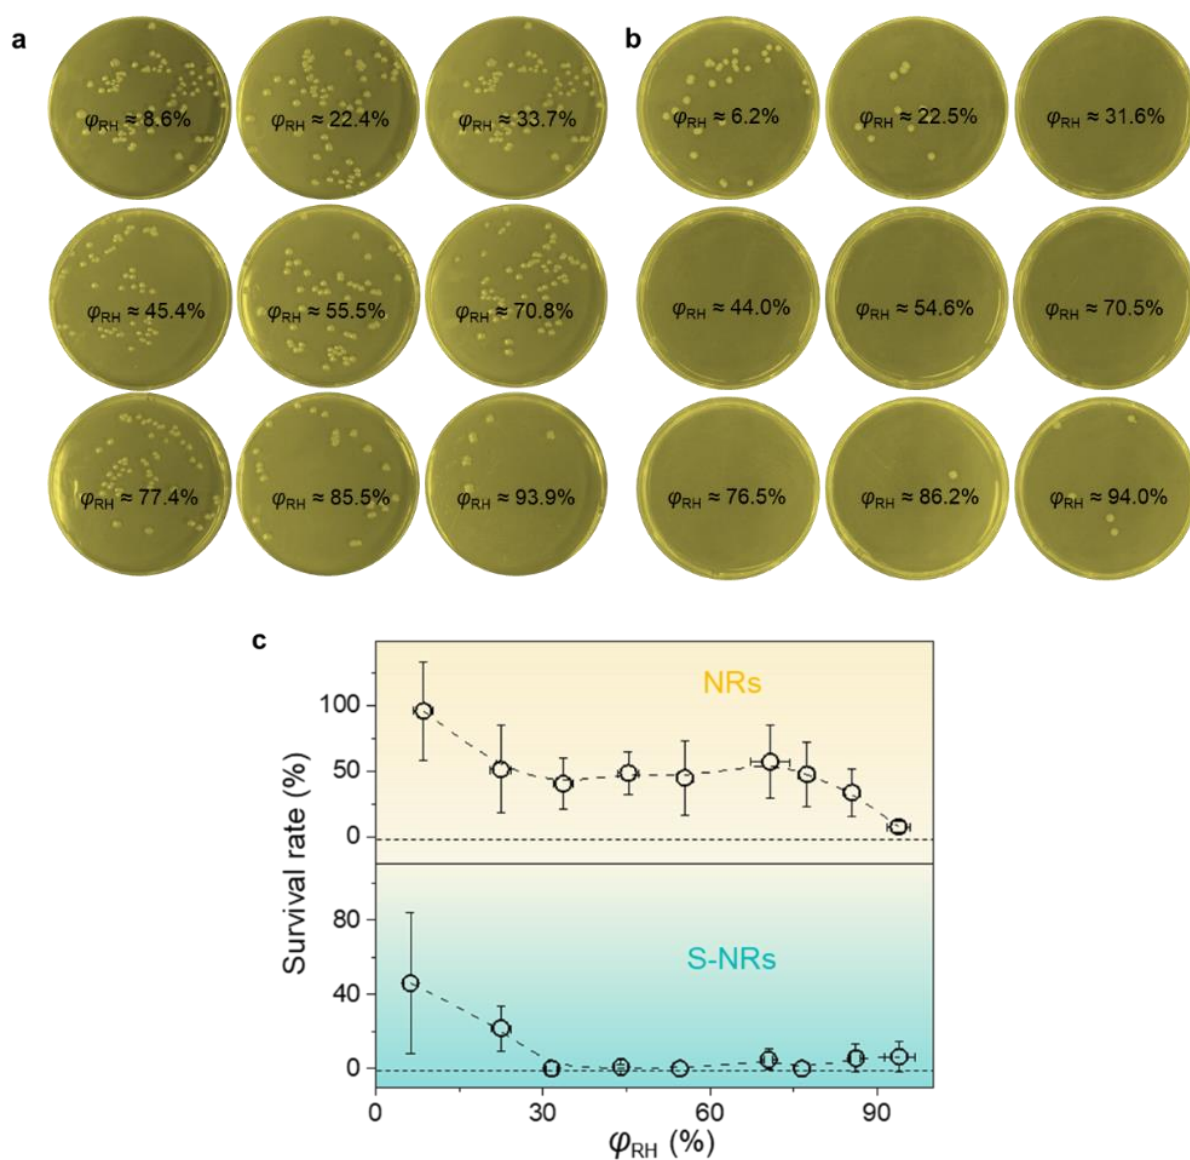 a
φRH ≈ 8.6%
φRH ≈ 22.4%
φRH ≈ 33.7%
φRH ≈ 45.4%
φRH ≈ 55.5%
φRH ≈ 70.8%
φRH ≈ 77.4%
φRH ≈ 85.5%
φRH ≈ 93.9%
b
φRH ≈ 6.2%
φRH ≈ 22.5%
φRH ≈ 31.6%
φRH ≈ 44.0%
φRH ≈ 54.6%
φRH ≈ 70.5%
φRH ≈ 76.5%
φRH ≈ 86.2%
φRH ≈ 94.0%
c
Survival rate (%)
100
50
0
NRs
80
40
0
S-NRs
0
30
60
90
φRH (%)